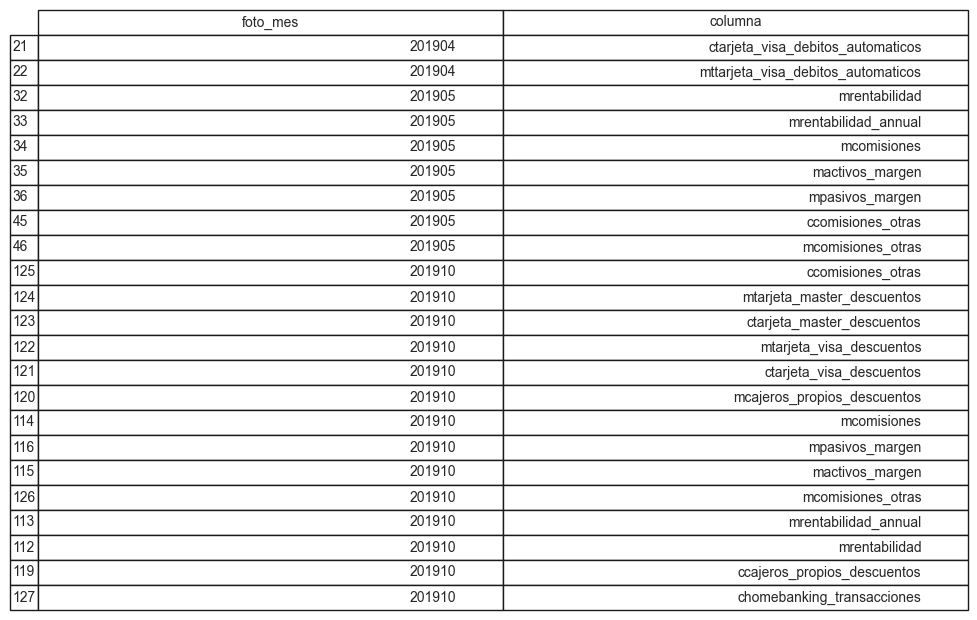 foto_mes columna
21 201904 ctarjeta_visa_debitos_automaticos
22 201904 mttarjeta_visa_debitos_automaticos
32 201905 mrentabilidad
33 201905 mrentabilidad_annual
34 201905 mcomisiones
35 201905 mactivos_margen
36 201905 mpasivos_margen
45 201905 ccomisiones_otras
46 201905 mcomisiones_otras
125 201910 ccomisiones_otras
124 201910 mtarjeta_master_descuentos
123 201910 ctarjeta_master_descuentos
122 201910 mtarjeta_visa_descuentos
121 201910 ctarjeta_visa_descuentos
120 201910 mcajeros_propios_descuentos
114 201910 mcomisiones
116 201910 mpasivos_margen
115 201910 mactivos_margen
126 201910 mcomisiones_otras
113 201910 mrentabilidad_annual
112 201910 mrentabilidad
119 201910 ccajeros_propios_descuentos
127 201910 chomebanking_transacciones